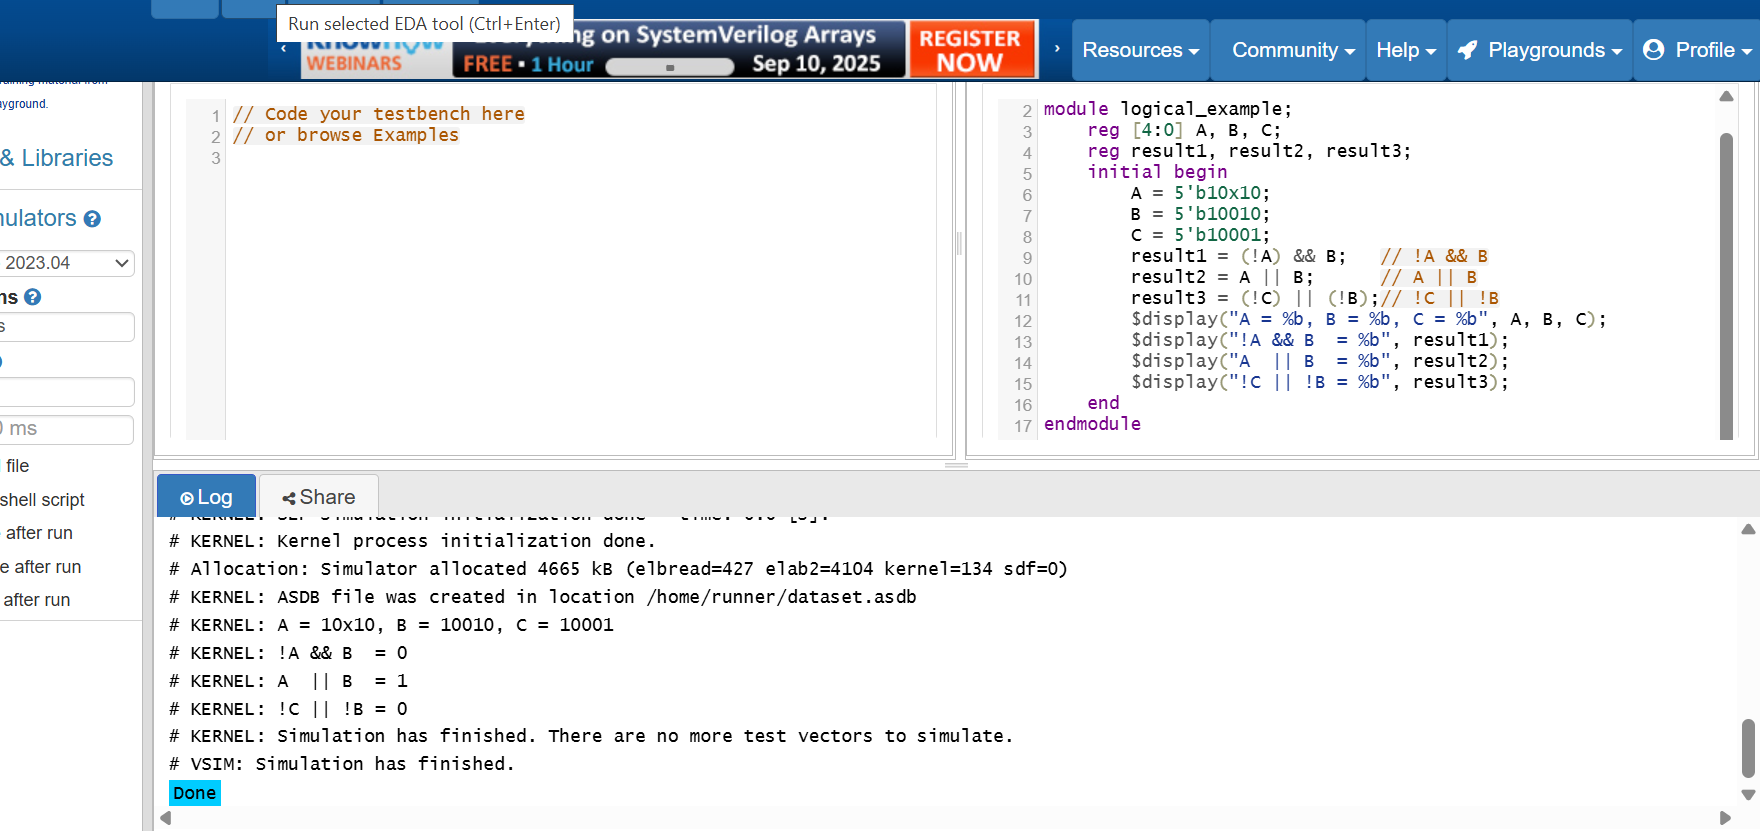 Run selected EDA tool (Ctrl+Enter)
WEBINARS
on SystemVerilog Arrays
FREE • 1 Hour
Sep 10, 2025
REGISTER
NOW
Resources
Community
Help
Playgrounds
Profile
& Libraries
2023.04
ms
file
shell script
after run
after run
after run
1 // Code your testbench here
2 // or browse Examples
3
2 module logical_example;
3 reg [4:0] A, B, C;
4 reg result1, result2, result3;
5 initial begin
6 A = 5'b10x10;
7 B = 5'b10010;
8 C = 5'b10001;
9 result1 = (!A) && B; // !A && B
10 result2 = A || B; // A || B
11 result3 = (!C) || (!B);// !C || !B
12 $display("A = %b, B = %b, C = %b", A, B, C);
13 $display("!A && B  = %b", result1);
14 $display("A  || B  = %b", result2);
15 $display("!C || !B = %b", result3);
16 end
17 endmodule
Log
Share
# KERNEL: Kernel process initialization done.
# Allocation: Simulator allocated 4665 kB (elbread=427 elab2=4104 kernel=134 sdf=0)
# KERNEL: ASDB file was created in location /home/runner/dataset.asdb
# KERNEL: A = 10x10, B = 10010, C = 10001
# KERNEL: !A && B  = 0
# KERNEL: A  || B  = 1
# KERNEL: !C || !B = 0
# KERNEL: Simulation has finished. There are no more test vectors to simulate.
# VSIM: Simulation has finished.
Done